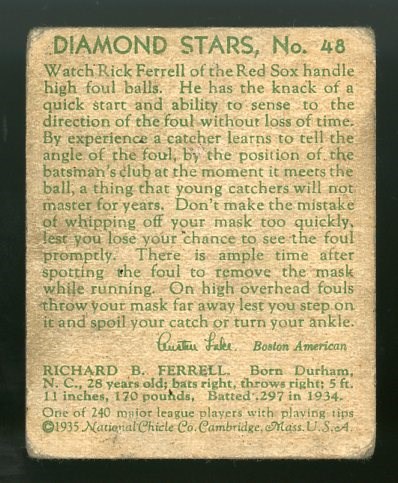 DIAMOND STARS, No. 48
Watch Rick Ferrell of the Red Sox handle
high foul balls. He has the knack of a
quick start and ability to sense to the
direction of the foul without loss of time.
By experience a catcher learns to tell the
angle of the foul, by the position of the
batsman's club at the moment it meets the
ball, a thing that young catchers will not
master for years. Don't make the mistake
of whipping off your mask too quickly,
lest you lose your chance to see the foul
promptly. There is ample time after
spotting the foul to remove the mask
while running. On high overhead fouls
throw your mask far away lest you step on
it and spoil your catch or turn your ankle.
Austen Lake. Boston American
RICHARD B. FERRELL. Born Durham,
N. C., 28 years old; bats right, throws right; 5 ft.
11 inches, 170 pounds, Batted .297 in 1934.
One of 240 major league players with playing tips
©1935 National Chicle Co. Cambridge, Mass. U.S.A.